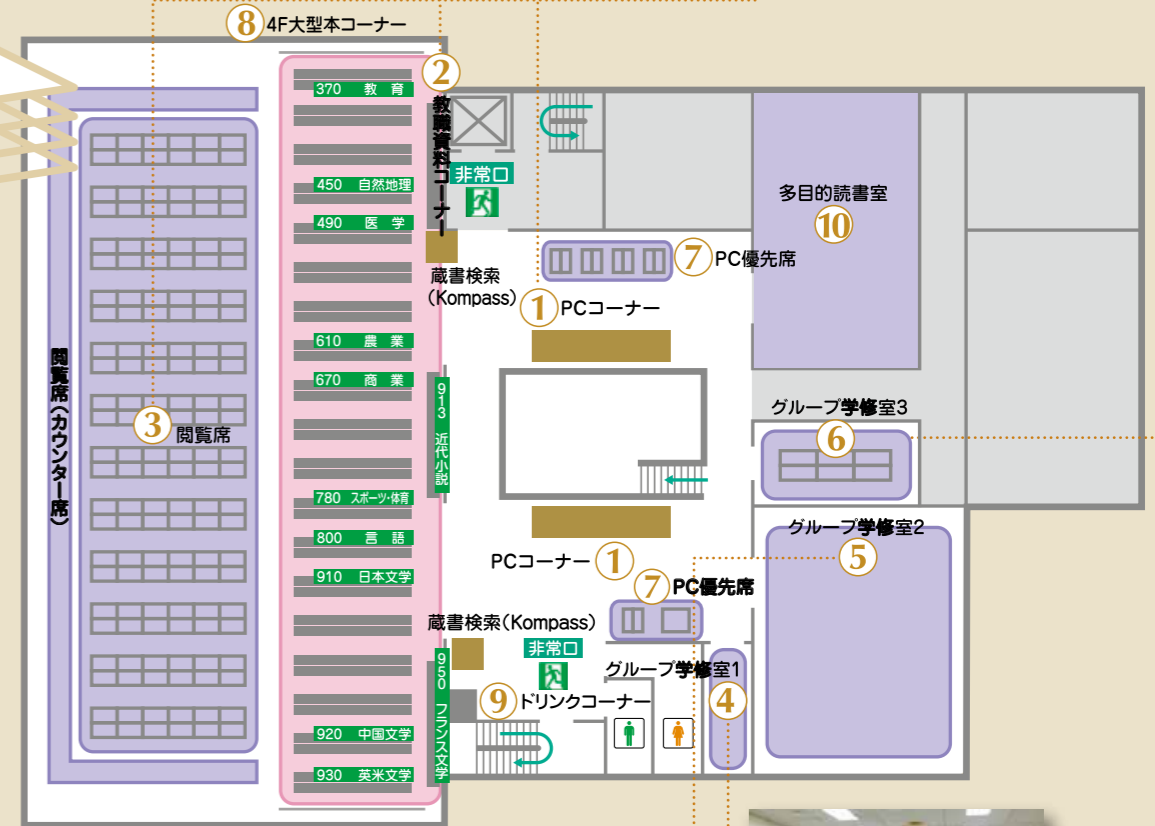 ⑧ 4F大型本コーナー
②
教職資料コーナー
370 教育
450 自然地理
490 医学
610 農業
670 商業
780 スポーツ・体育
800 言語
910 日本文学
920 中国文学
930 英米文学
913 近代小説
950 フランス文学
閲覧席(カウンター席)
③ 閲覧席
非常口
蔵書検索
(Kompass)
① PCコーナー
⑦ PC優先席
多目的読書室
⑩
グループ学修室3
⑥
グループ学修室2
⑤
PCコーナー ①
⑦ PC優先席
蔵書検索(Kompass)
非常口
グループ学修室1
④
⑨ ドリンクコーナー